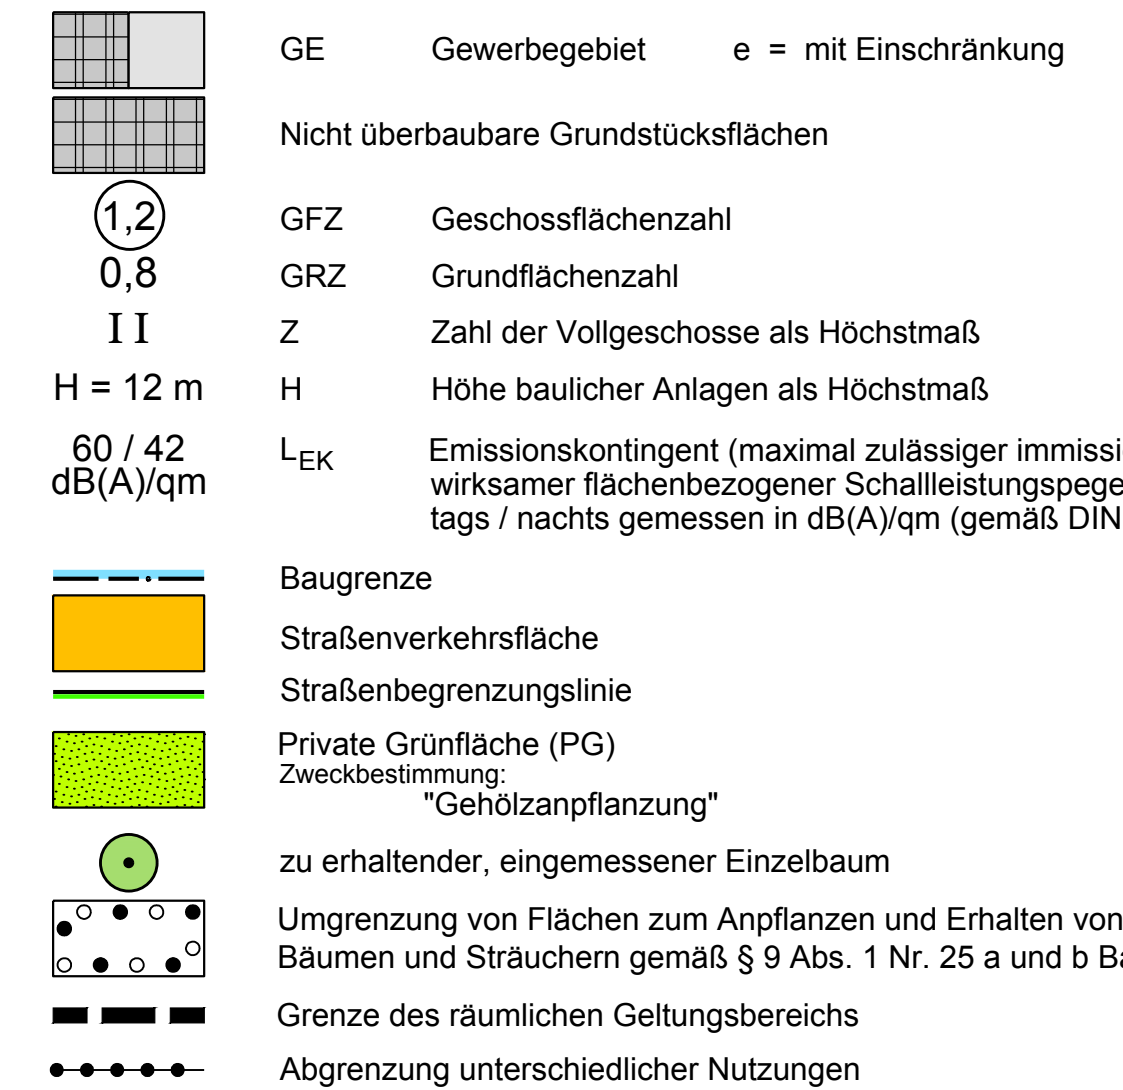 GE Gewerbegebiet e = mit Einschränkung
Nicht überbaubare Grundstücksflächen
1,2 GFZ Geschossflächenzahl
0,8 GRZ Grundflächenzahl
II Z Zahl der Vollgeschosse als Höchstmaß
H = 12 m H Höhe baulicher Anlagen als Höchstmaß
60 / 42 L EK Emissionskontingent (maximal zulässiger
dB(A)/qm wirksamer flächenbezogener
tags / nachts gemessen in dB(A)/qm (gemäß DIN
Baugrenze
Straßenverkehrsfläche
Straßenbegrenzungslinie
Private Grünfläche (PG)
Zweckbestimmung:
"Gehölzanpflanzung"
zu erhaltender, eingemessener Einzelbaum
Umgrenzung von Flächen zum Anpflanzen und Erhalten von
Bäumen und Sträuchern gemäß § 9 Abs. 1 Nr. 25 a und b
Grenze des räumlichen Geltungsbereichs
Abgrenzung unterschiedlicher Nutzungen